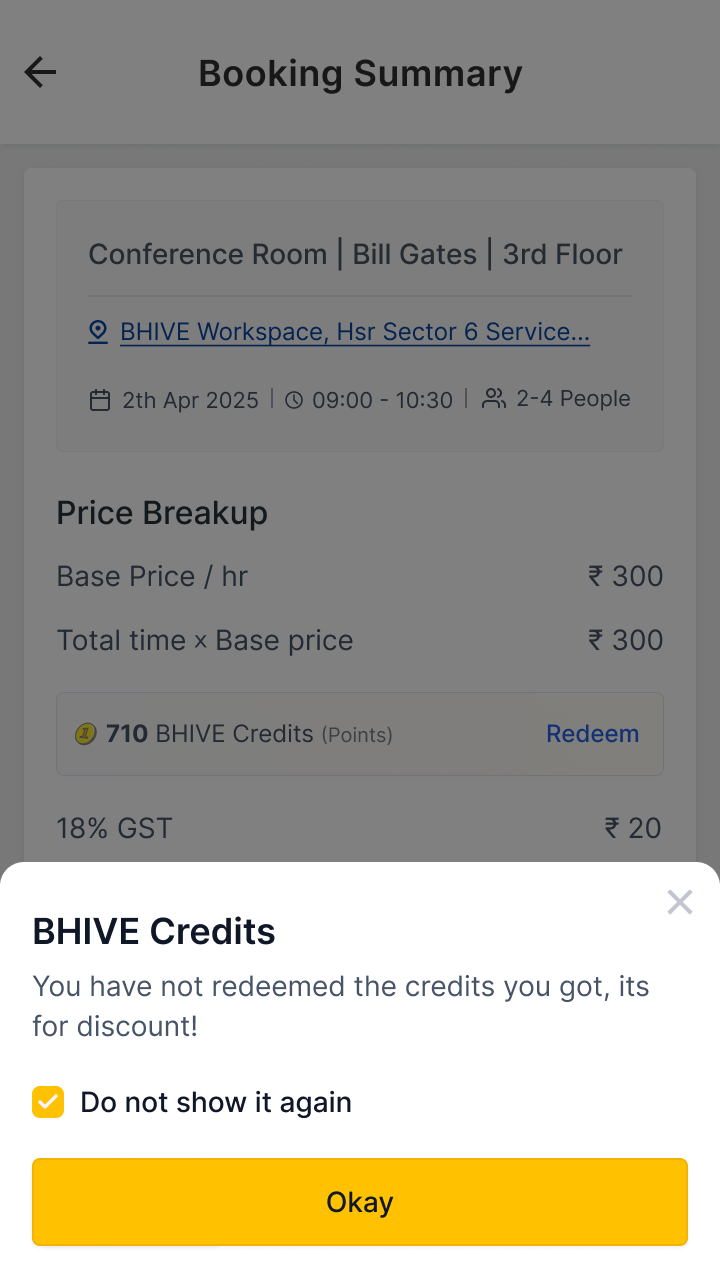 Booking Summary
Conference Room | Bill Gates | 3rd Floor
BHIVE Workspace, Hsr Sector 6 Service...
2th Apr 2025 | 09:00 - 10:30 | 2-4 People
Price Breakup
Base Price / hr ₹ 300
Total time × Base price ₹ 300
710 BHIVE Credits (Points) Redeem
18% GST ₹ 20
BHIVE Credits
You have not redeemed the credits you got, its
for discount!
Do not show it again
Okay